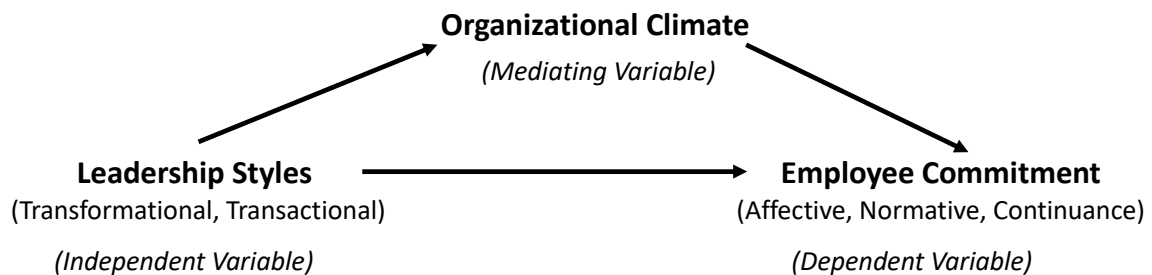 Organizational Climate
(Mediating Variable)
Leadership Styles
(Transformational, Transactional)
(Independent Variable)
Employee Commitment
(Affective, Normative, Continuance)
(Dependent Variable)